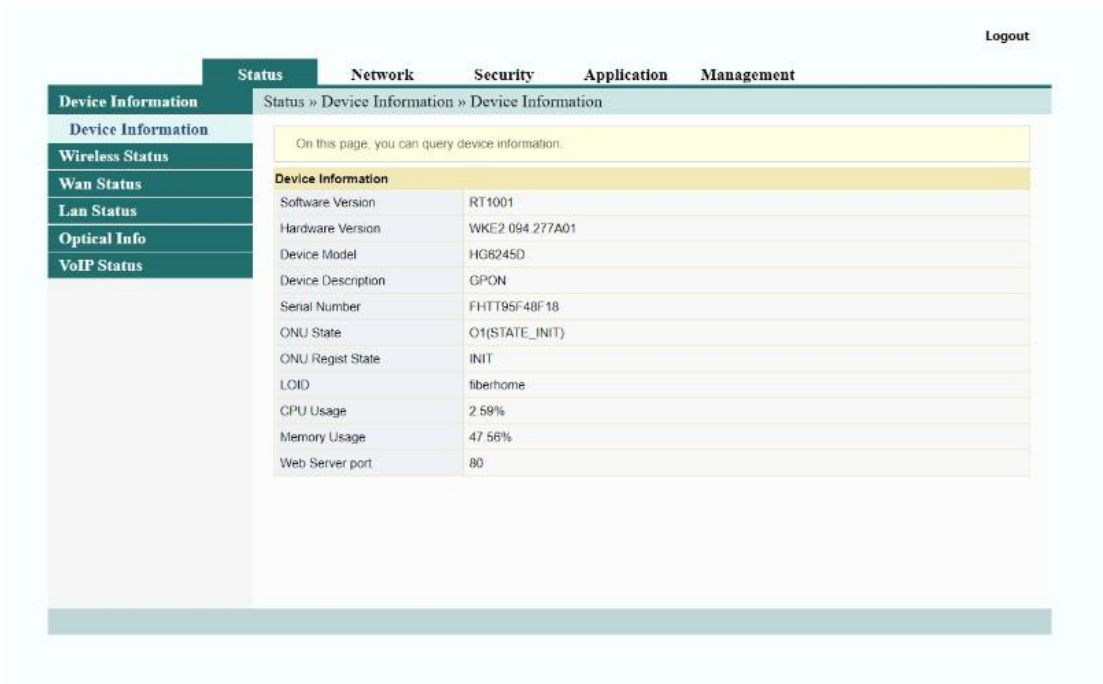 Logout
Status Network Security Application Management
Device Information
Status » Device Information » Device Information
Device Information
Wireless Status
Wan Status
Lan Status
Optical Info
VoIP Status
On this page, you can query device information.
Device Information
Software Version RT1001
Hardware Version WKE2.094.277A01
Device Model HG6245D
Device Description GPON
Serial Number FHTT95F48F18
ONU State O1(STATE_INIT)
ONU Regist State INIT
LOID fiberhome
CPU Usage 2.59%
Memory Usage 47.56%
Web Server port 80